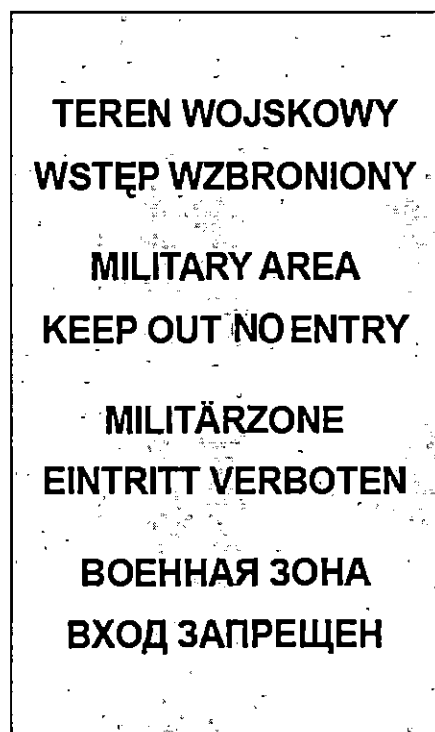 TEREN WOJSKOWY
WSTĘP WZBRONIONY
MILITARY AREA
KEEP OUT NO ENTRY
MILITÄRZONE
EINTRITT VERBOTEN
ВОЕННАЯ ЗОНА
ВХОД ЗАПРЕЩЕН